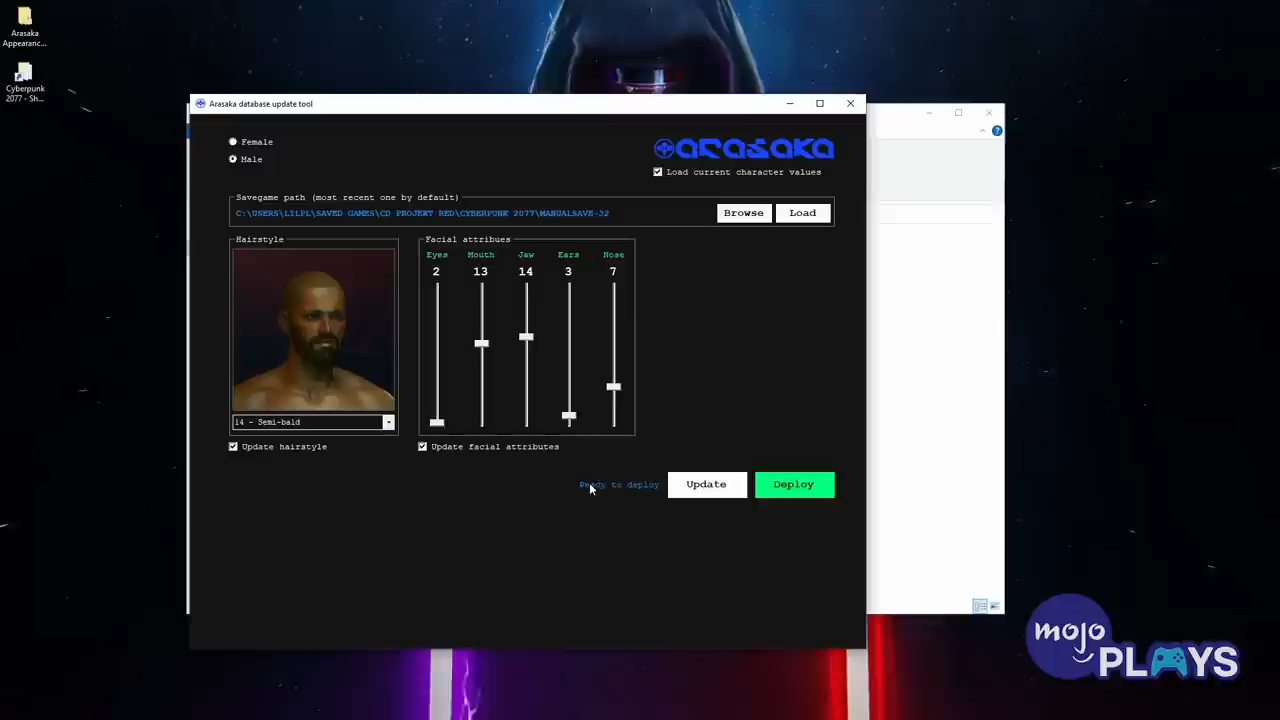 Arasaka
Appearanc...
Cyberpunk
2077 - Sh...
Arasaka database update tool
Female
Male
arasaka
Load current character values
Savegame path (most recent one by default)
C:\USERS\LILPL\SAVED GAMES\CD PROJEKT RED\CYBERPUNK 2077\MANUALSAVE-32
Browse
Load
Hairstyle
Facial attribues
Eyes Mouth Jaw Ears Nose
2 13 14 3 7
14 - Semi-bald
Update hairstyle
Update facial attributes
Ready to deploy
Update
Deploy
mojo
PLAYS